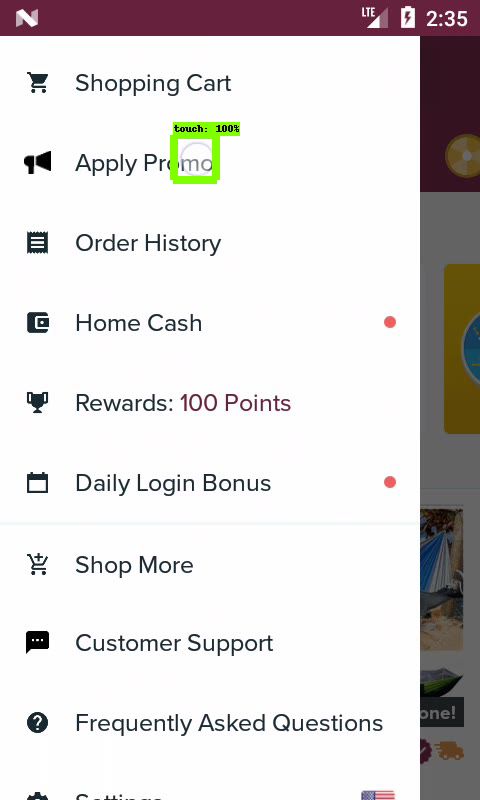 LTE
2:35
Shopping Cart
touch: 100%
Apply Promo
Order History
Home Cash
Rewards: 100 Points
Daily Login Bonus
Shop More
Customer Support
one!
Frequently Asked Questions
Settings